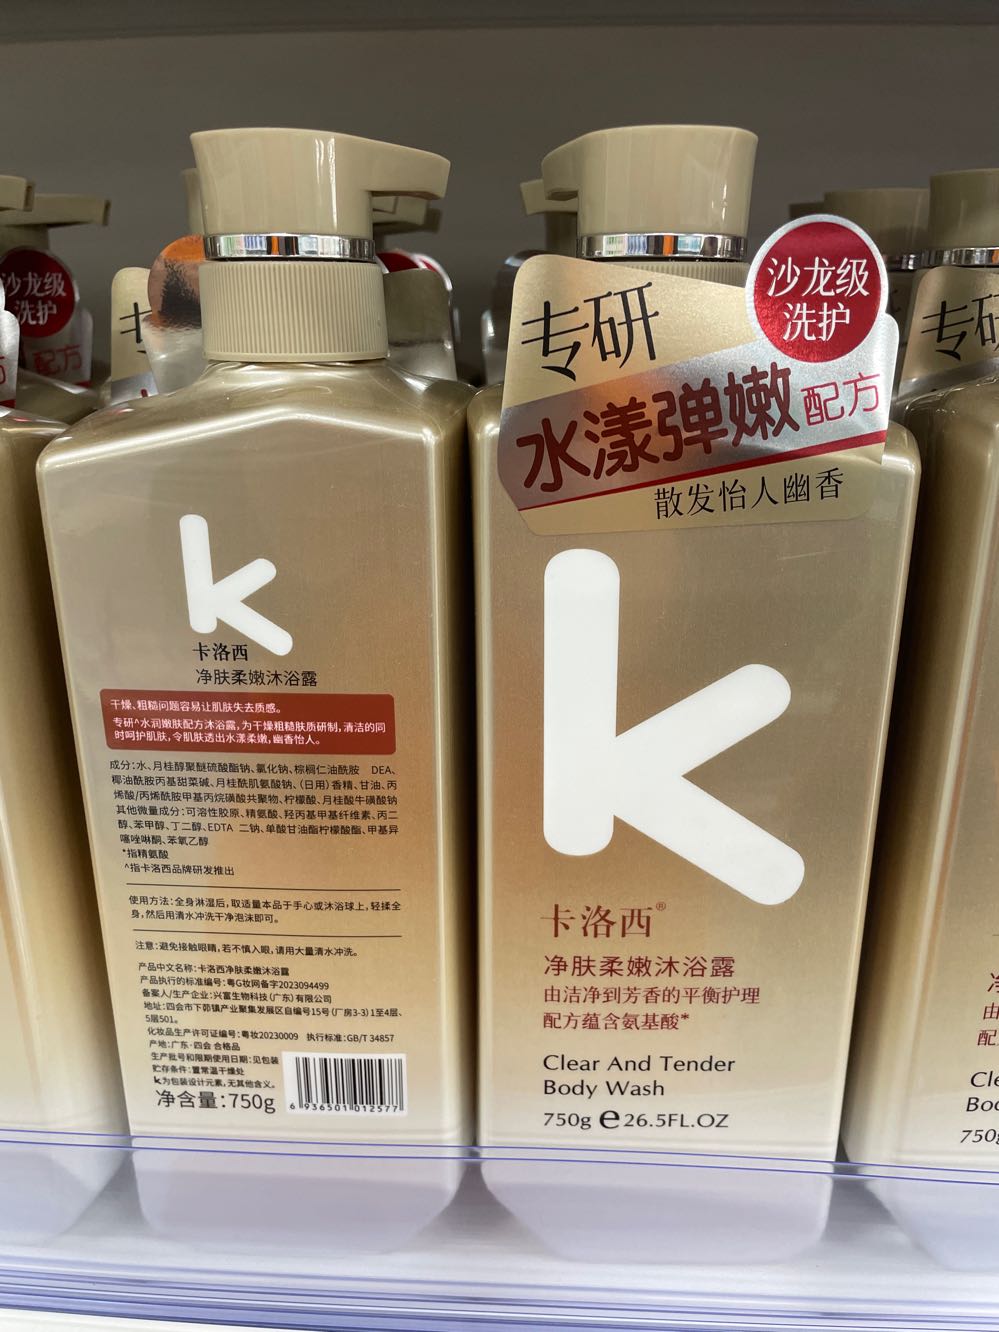 k
卡洛西
净肤柔嫩沐浴露
干燥、粗糙问题容易让肌肤失去质感。
专研^水润嫩肤配方沐浴露，为干燥粗糙肤质研制，清洁的同
时呵护肌肤，令肌肤透出水漾柔嫩，幽香怡人。
成分：水、月桂醇聚醚硫酸酯钠、氯化钠、棕榈仁油酰胺 DEA、
椰油酰胺丙基甜菜碱、月桂酰肌氨酸钠、（日用）香精、甘油、丙
烯酸/丙烯酰胺甲基丙烷磺酸共聚物、柠檬酸、月桂酸牛磺酸钠
其他微量成分：可溶性胶原、精氨酸、羟丙基甲基纤维素、丙二
醇、苯甲醇、丁二醇、EDTA 二钠、单酸甘油酯柠檬酸酯、甲基异
噻唑啉酮、苯氧乙醇
*指精氨酸
^指卡洛西品牌研发推出
使用方法：全身淋湿后，取适量本品于手心或沐浴球上，轻揉全
身，然后用清水冲洗干净泡沫即可。
注意：避免接触眼睛，若不慎入眼，请用大量清水冲洗。
产品中文名称：卡洛西净肤柔嫩沐浴露
产品执行的标准编号：粤G妆网备字2023094499
备案人/生产企业：兴富生物科技（广东）有限公司
地址：四会市下茆镇产业聚集发展区自编号15号（厂房3-3）1至4层、
5层501。
化妆品生产许可证编号：粤妆20230009 执行标准：GB/T 34857
产地：广东·四会 合格品
生产批号和限期使用日期：见包装
贮存条件：置常温干燥处
k为包装设计元素，无其他含义。
净含量：750g
6 936501 012577
专研
水漾弹嫩配方
散发怡人幽香
沙龙级
洗护
k
卡洛西®
净肤柔嫩沐浴露
由洁净到芳香的平衡护理
配方蕴含氨基酸*
Clear And Tender
Body Wash
750g e 26.5FL.OZ
沙龙级
洗护
配方
专研
净
由
配
Cle
Bod
750g